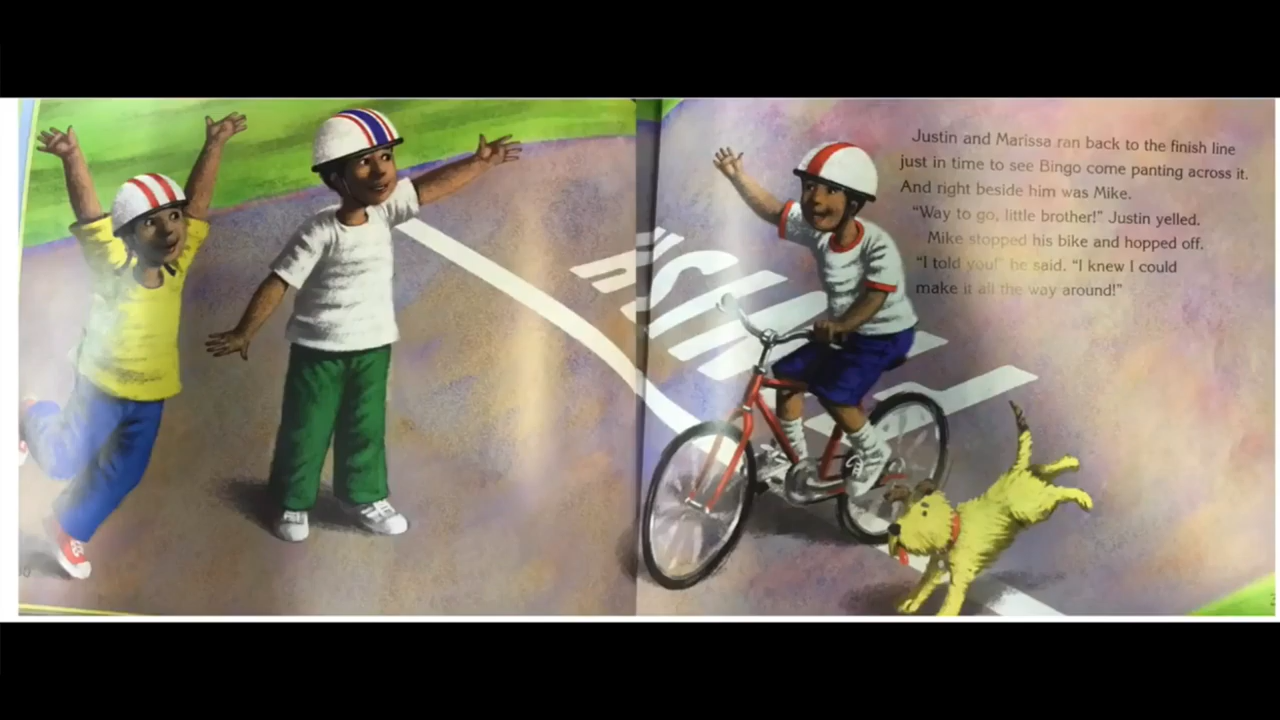 Justin and Marissa ran back to the finish line
just in time to see Bingo come panting across it.
And right beside him was Mike.
“Way to go, little brother!” Justin yelled.
Mike stopped his bike and hopped off.
“I told you!” he said. “I knew I could
make it all the way around!”